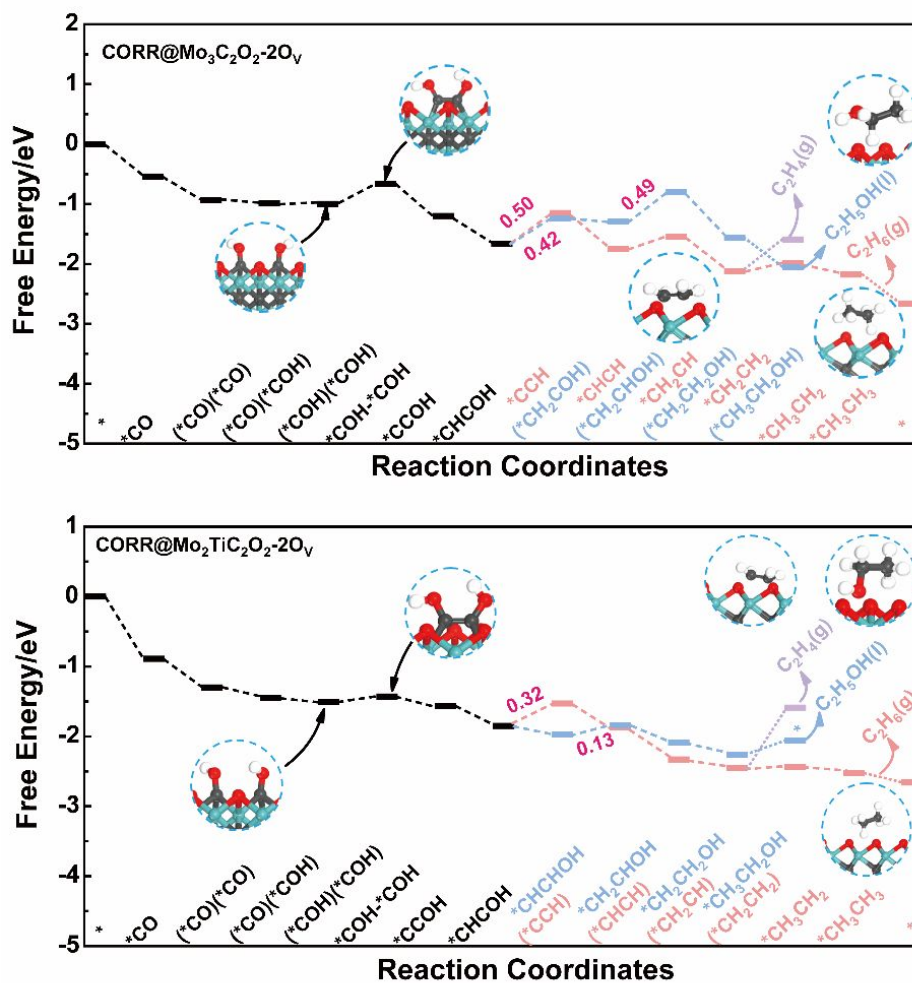 CORR@Mo₃C₂O₂-2Oᵥ
Free Energy/eV
2
1
0
-1
-2
-3
-4
-5
0.50
0.42
0.49
C₂H₄(g)
C₂H₅OH(l)
C₂H₆(g)
*
*CO
(*CO)(*CO)
(*CO)(*COH)
(*COH)(*COH)
*COH-*COH
*CCOH
*CHCOH
*CCH
(*CH₂COH)
*CHCH
(*CH₂CHOH)
*CH₂CH
(*CH₂CH₂OH)
*CH₂CH₂
(*CH₃CH₂OH)
*CH₃CH₂
*CH₃CH₃
*
Reaction Coordinates
CORR@Mo₂TiC₂O₂-2Oᵥ
Free Energy/eV
1
0
-1
-2
-3
-4
-5
0.32
0.13
C₂H₄(g)
*
C₂H₅OH(l)
C₂H₆(g)
*
*CO
(*CO)(*CO)
(*CO)(*COH)
(*COH)(*COH)
*COH-*COH
*CCOH
*CHCOH
*CHCHOH
(*CCH)
*CH₂CHOH
(*CHCH)
*CH₂CH₂OH
(*CH₂CH)
*CH₃CH₂OH
(*CH₂CH₂)
*CH₃CH₂
*CH₃CH₃
*
Reaction Coordinates